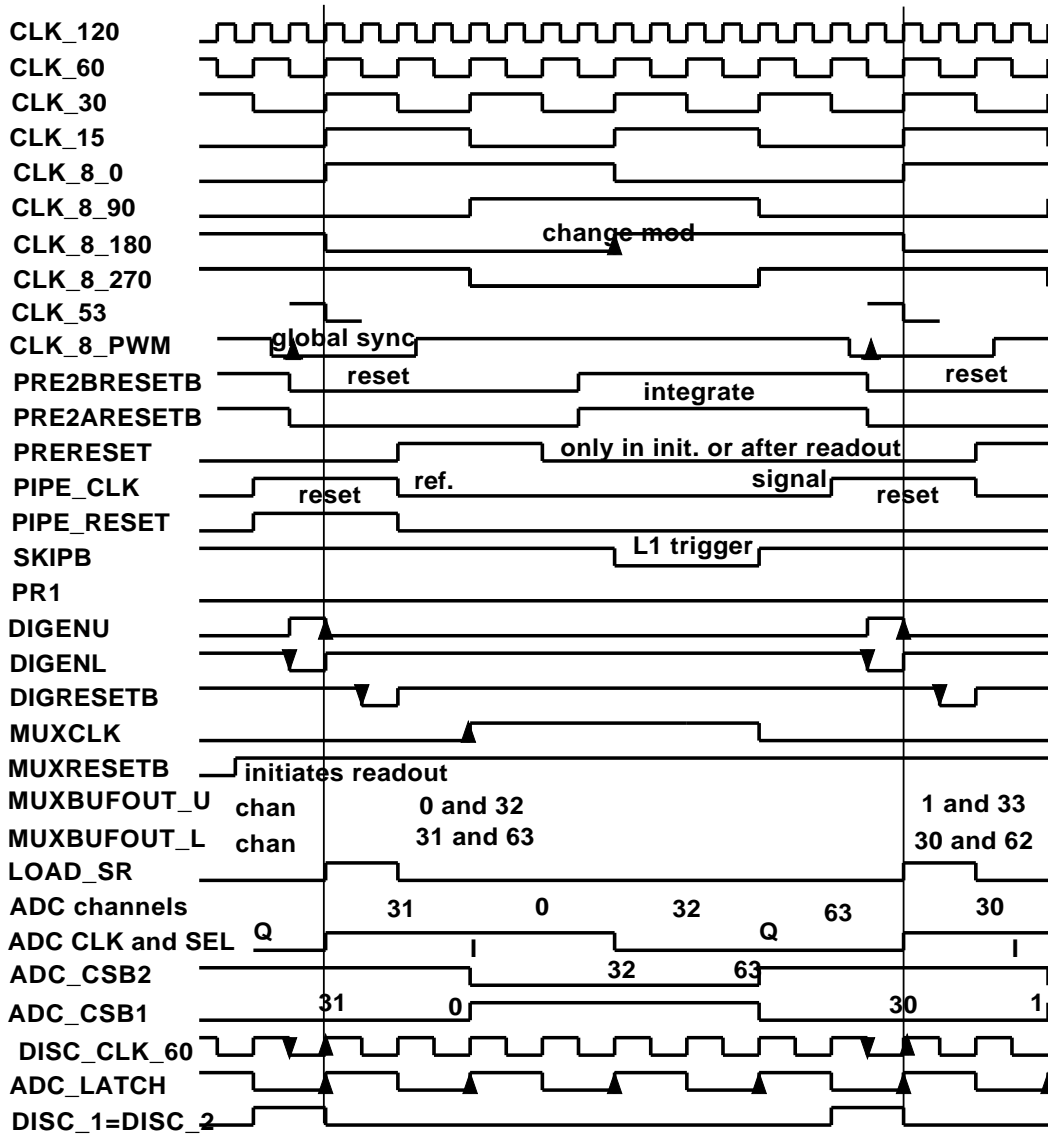 CLK_120
CLK_60
CLK_30
CLK_15
CLK_8_0
CLK_8_90
CLK_8_180 change mod
CLK_8_270
CLK_53
CLK_8_PWM global sync
PRE2BRESETB reset integrate reset
PRE2ARESETB
PRERESET only in init. or after readout
PIPE_CLK reset ref. signal reset
PIPE_RESET
SKIPB L1 trigger
PR1
DIGENU
DIGENL
DIGRESETB
MUXCLK
MUXRESETB initiates readout
MUXBUFOUT_U chan 0 and 32 1 and 33
MUXBUFOUT_L chan 31 and 63 30 and 62
LOAD_SR
ADC channels 31 0 32 63 30
ADC CLK and SEL Q I Q I
ADC_CSB2 32 63
ADC_CSB1 31 0 30 1
DISC_CLK_60
ADC_LATCH
DISC_1=DISC_2